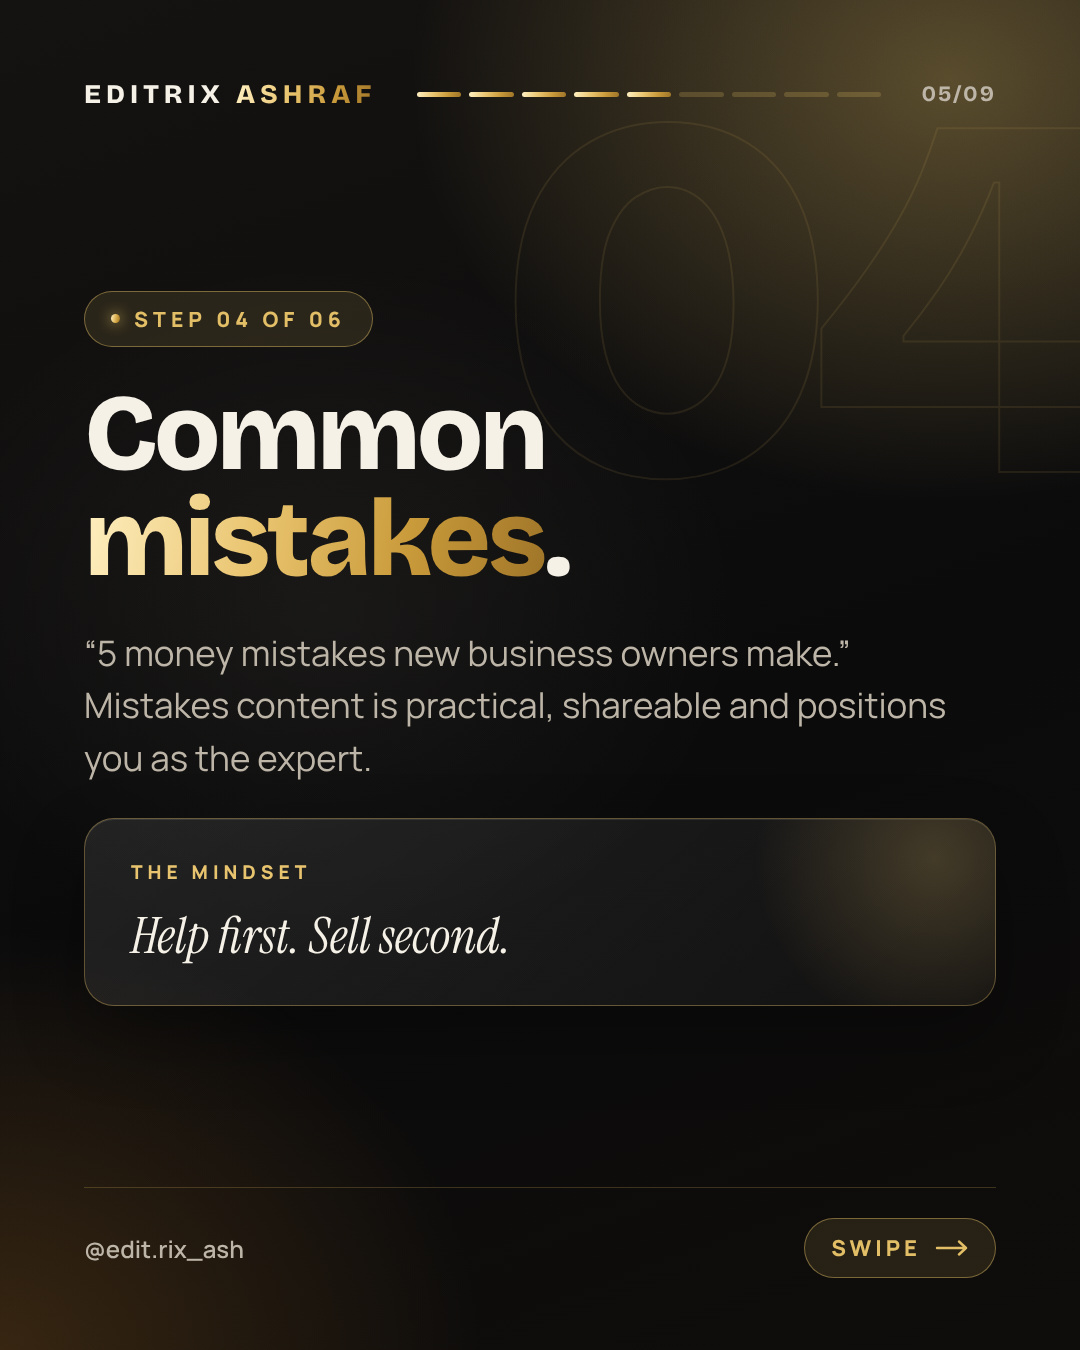 EDITRIX ASHRAF
05/09
04
STEP 04 OF 06
Common
mistakes.
“5 money mistakes new business owners make.”
Mistakes content is practical, shareable and positions
you as the expert.
THE MINDSET
Help first. Sell second.
@edit.rix_ash
SWIPE →